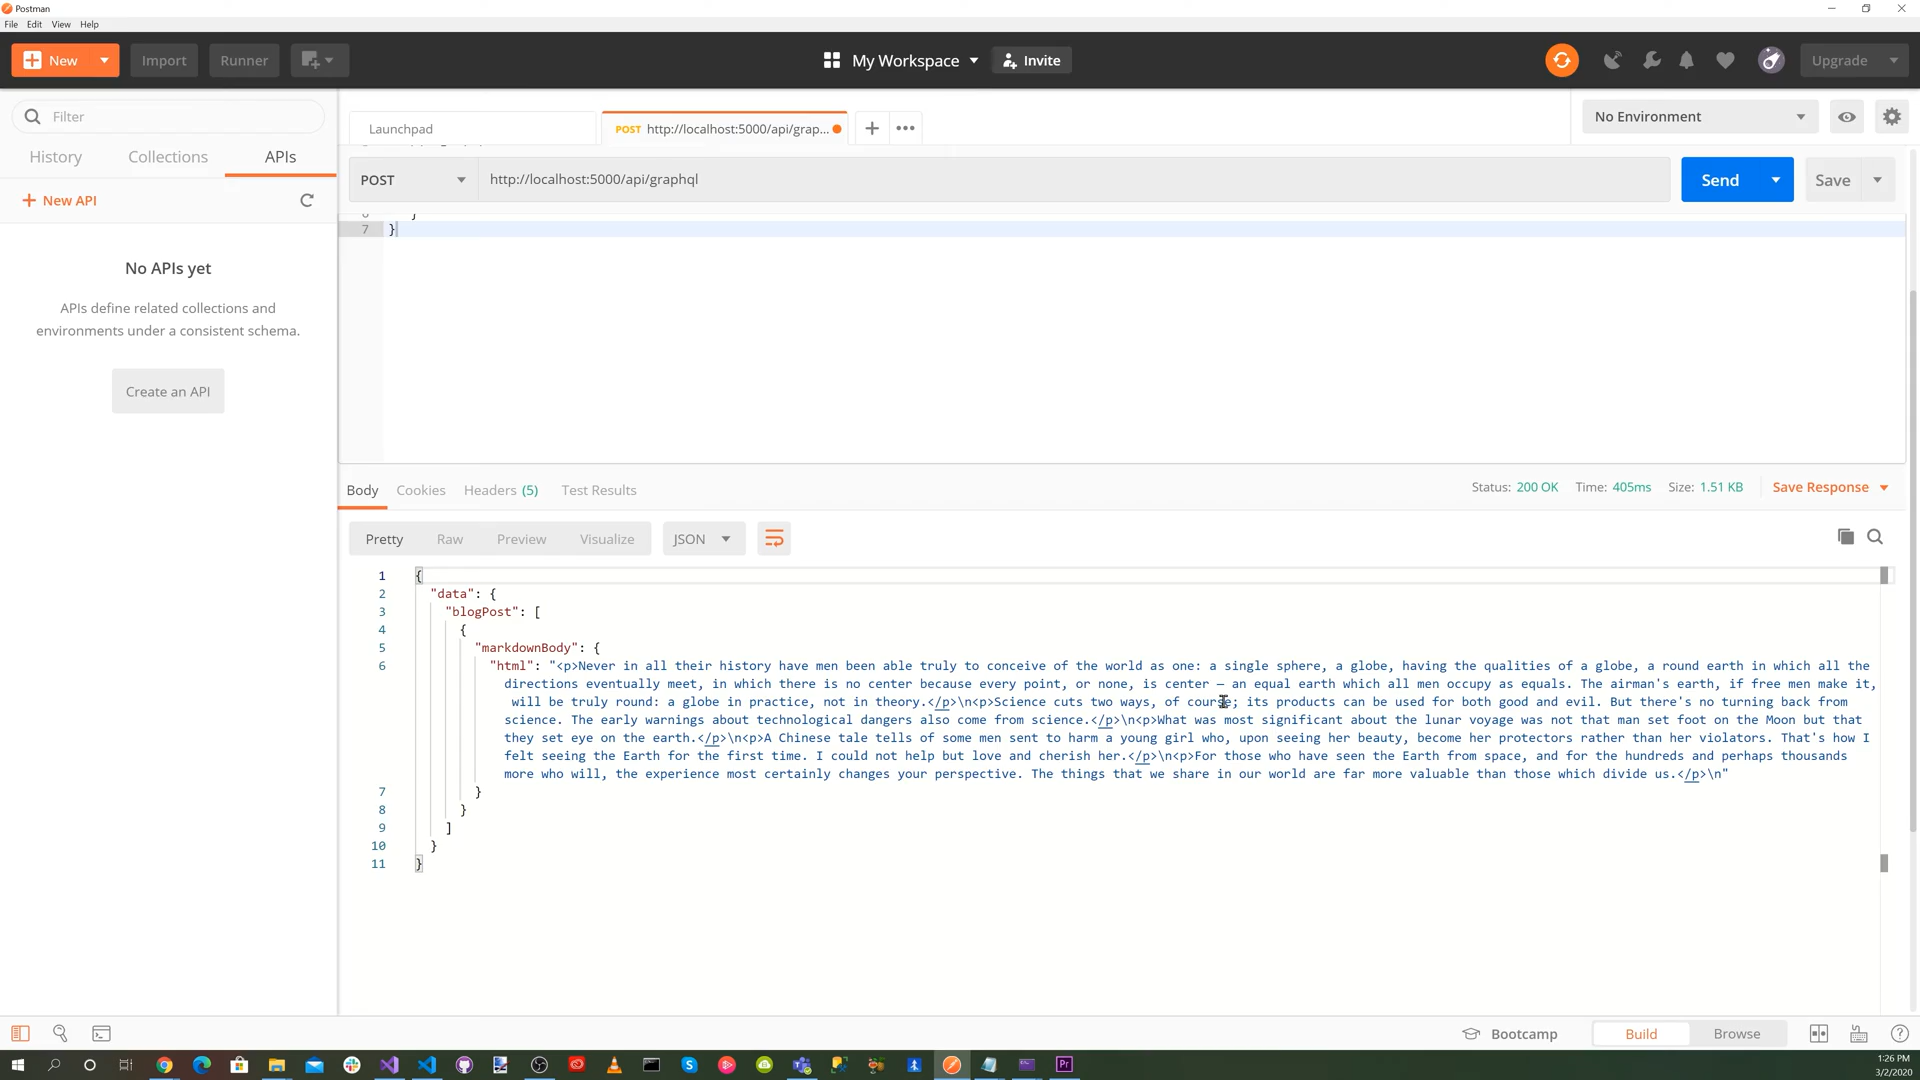 Postman
File Edit View Help
New Import Runner My Workspace Invite Upgrade
Filter
Launchpad POST http://localhost:5000/api/grap... No Environment
History Collections APIs
POST http://localhost:5000/api/graphql Send Save
+ New API
7 }
No APIs yet
APIs define related collections and
environments under a consistent schema.
Create an API
Body Cookies Headers (5) Test Results Status: 200 OK Time: 405ms Size: 1.51 KB Save Response
Pretty Raw Preview Visualize JSON
1 {
2 "data": {
3 "blogPost": [
4 {
5 "markdownBody": {
6 "html": "<p>Never in all their history have men been able truly to conceive of the world as one: a single sphere, a globe, having the qualities of a globe, a round earth in which all the
directions eventually meet, in which there is no center because every point, or none, is center — an equal earth which all men occupy as equals. The airman's earth, if free men make it,
will be truly round: a globe in practice, not in theory.</p>\n<p>Science cuts two ways, of course; its products can be used for both good and evil. But there's no turning back from
science. The early warnings about technological dangers also come from science.</p>\n<p>What was most significant about the lunar voyage was not that man set foot on the Moon but that
they set eye on the earth.</p>\n<p>A Chinese tale tells of some men sent to harm a young girl who, upon seeing her beauty, become her protectors rather than her violators. That's how I
felt seeing the Earth for the first time. I could not help but love and cherish her.</p>\n<p>For those who have seen the Earth from space, and for the hundreds and perhaps thousands
more who will, the experience most certainly changes your perspective. The things that we share in our world are far more valuable than those which divide us.</p>\n"
7 }
8 }
9 ]
10 }
11 }
Bootcamp Build Browse
1:26 PM
3/2/2020